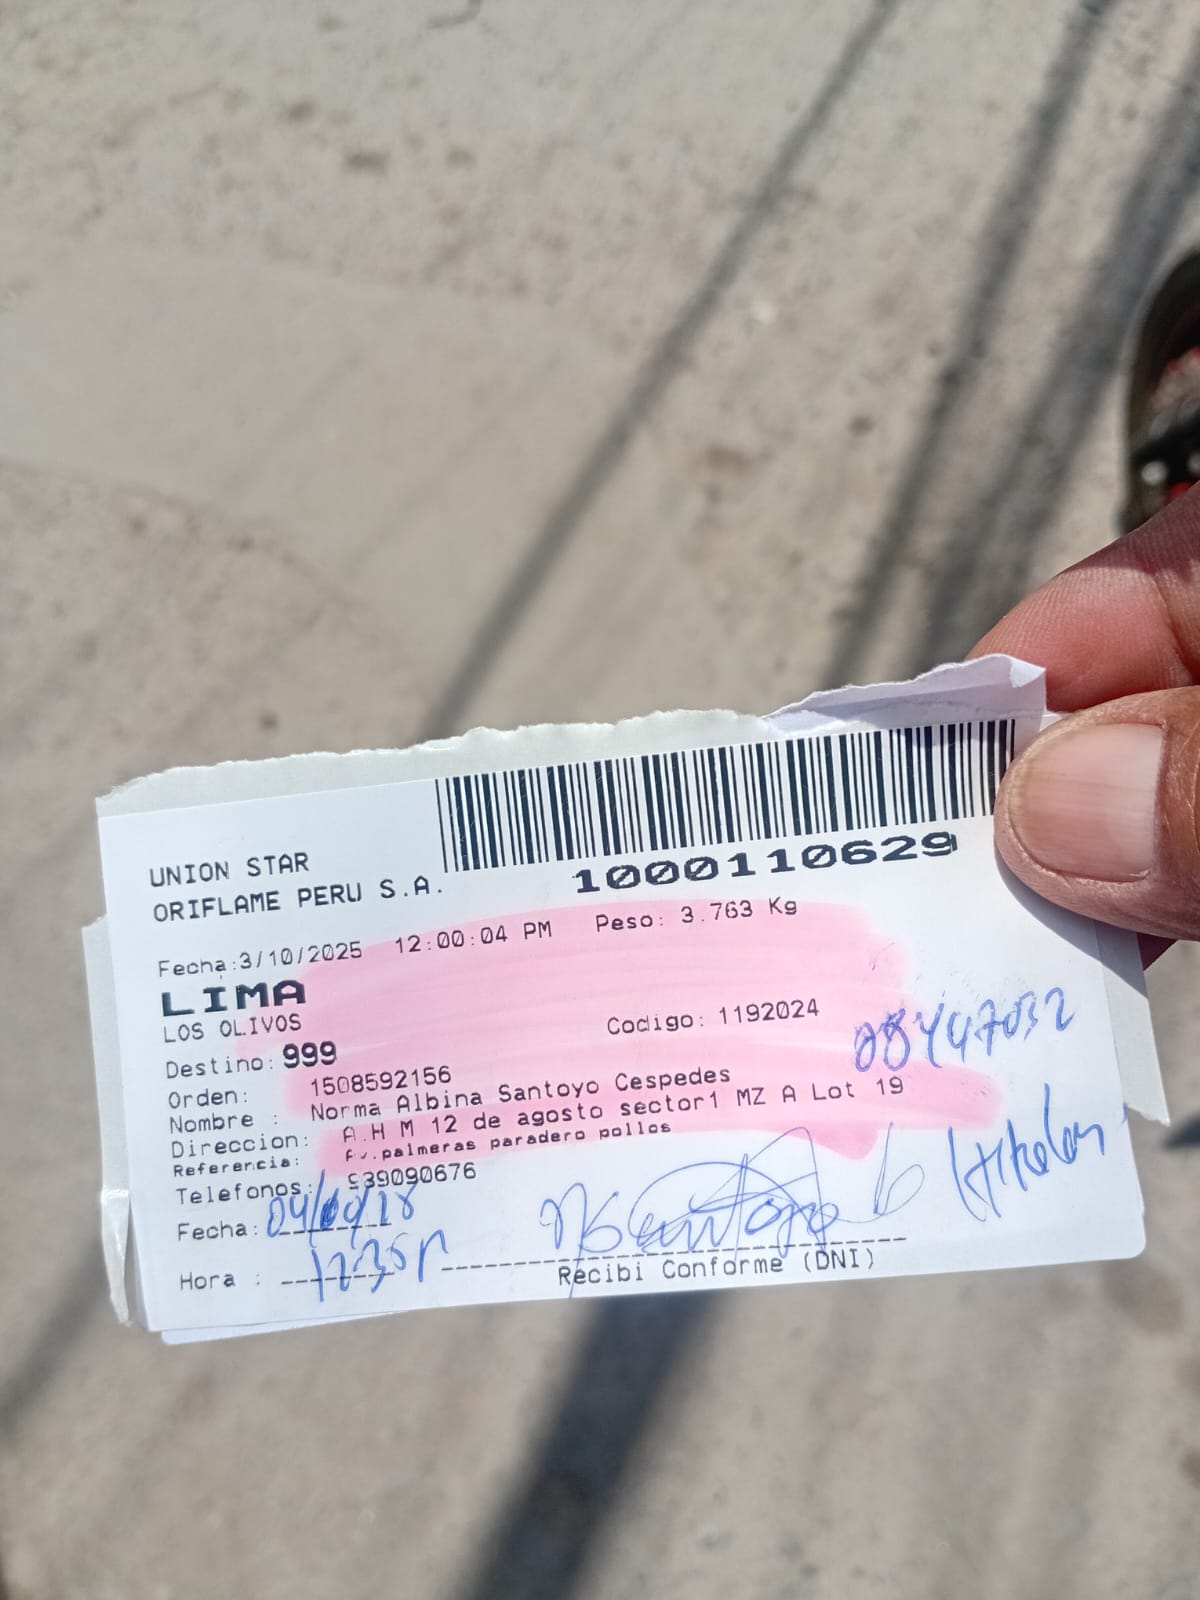 UNION STAR
ORIFLAME PERU S.A.
1000110629
Fecha:3/10/2025 12:00:04 PM Peso: 3.763 Kg
LIMA
LOS OLIVOS
Destino: 999 Codigo: 1192024
Orden: 1508592156
Nombre : Norma Albina Santoyo Cespedes
Direccion: A.H M 12 de agosto sector1 MZ A Lot 19
Referencia: Av.palmeras paradero pollos
Telefonos: 939090676
Fecha:
Hora : 12:35p
Recibi Conforme (DNI)